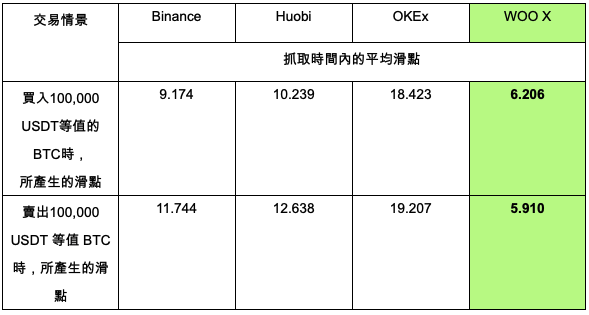 交易情景
Binance
Huobi
OKEx
WOO X
抓取時間內的平均滑點
買入100,000
USDT等值的
BTC時，
所產生的滑點
9.174
10.239
18.423
6.206
賣出100,000
USDT 等值 BTC
時，所產生的滑
點
11.744
12.638
19.207
5.910